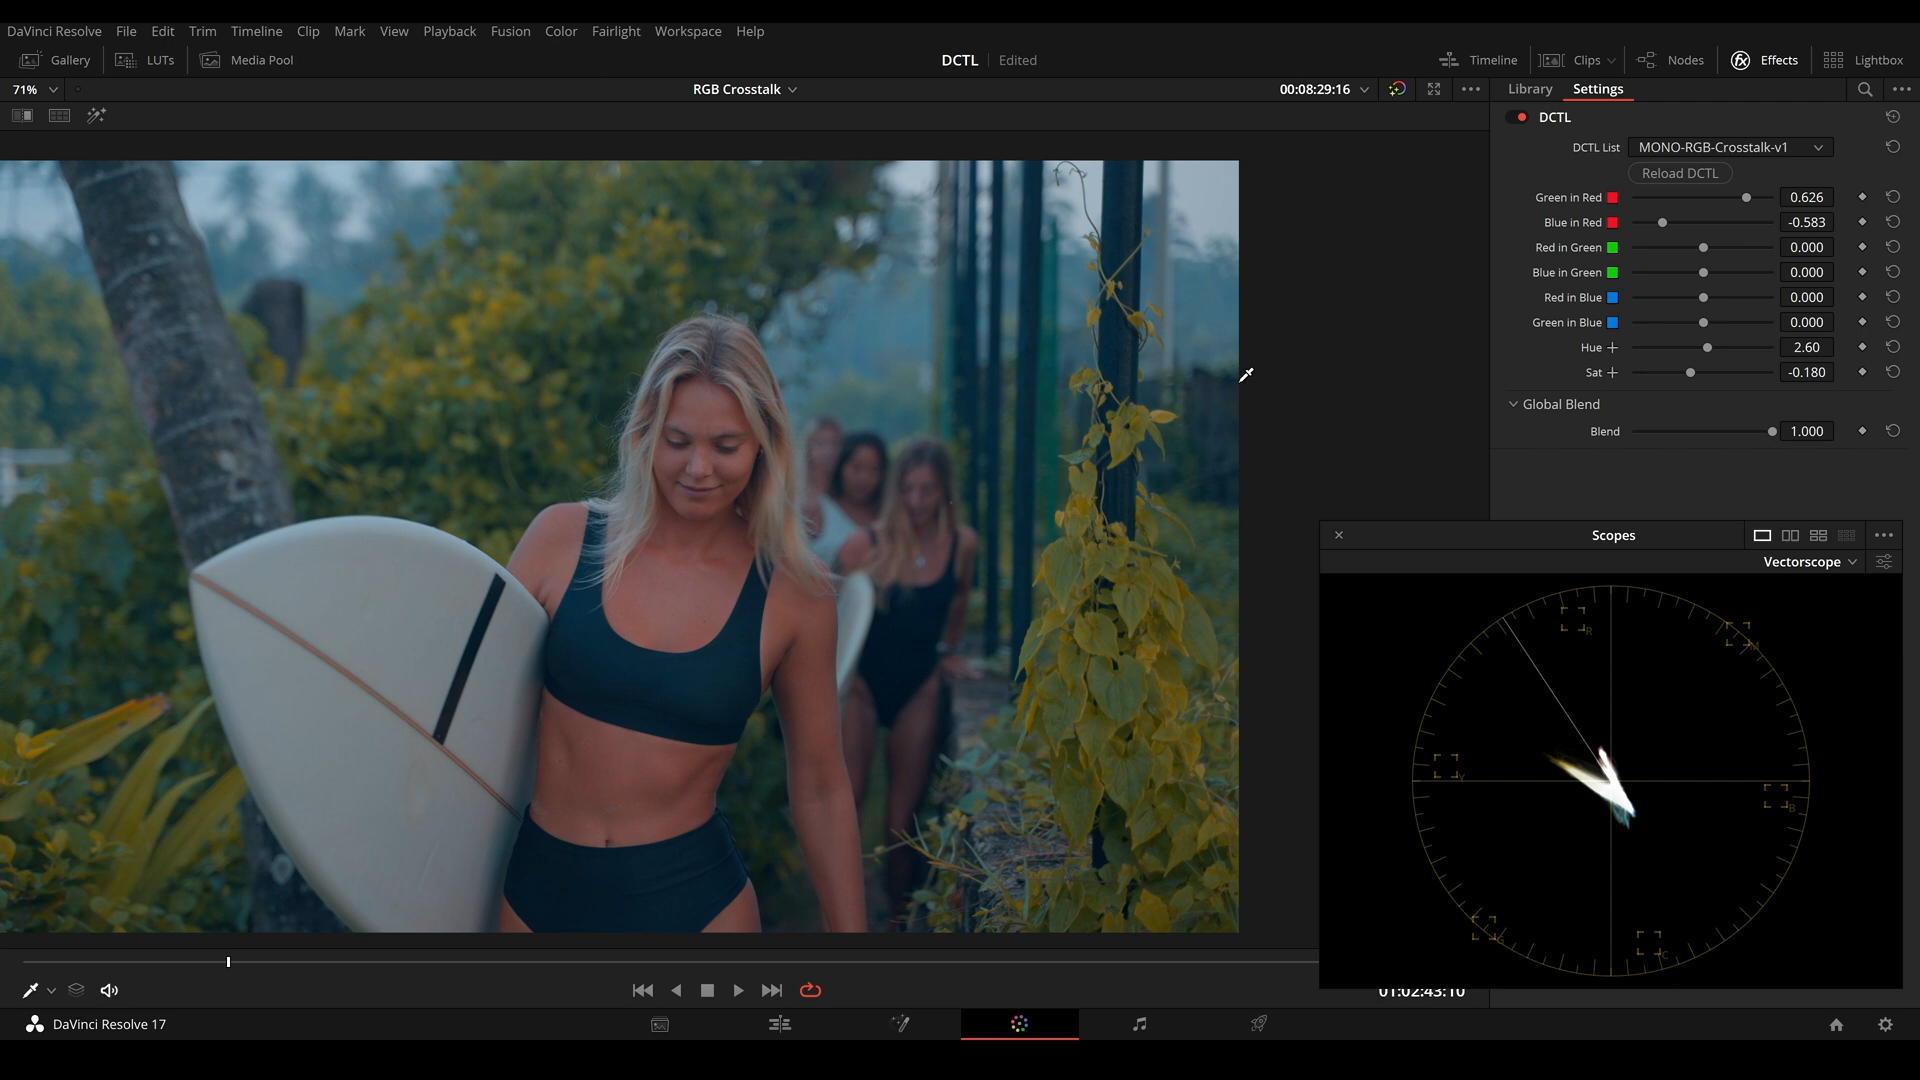 DaVinci Resolve File Edit Trim Timeline Clip Mark View Playback Fusion Color Fairlight Workspace Help
Gallery LUTs Media Pool DCTL Edited Timeline Clips Nodes Effects Lightbox
71% RGB Crosstalk 00:08:29:16 Library Settings
DCTL
DCTL List MONO-RGB-Crosstalk-v1
Reload DCTL
Green in Red 0.626
Blue in Red -0.583
Red in Green 0.000
Blue in Green 0.000
Red in Blue 0.000
Green in Blue 0.000
Hue 2.60
Sat -0.180
Global Blend
Blend 1.000
Scopes
Vectorscope
R
M
Y
B
G
C
01:02:43:10
DaVinci Resolve 17